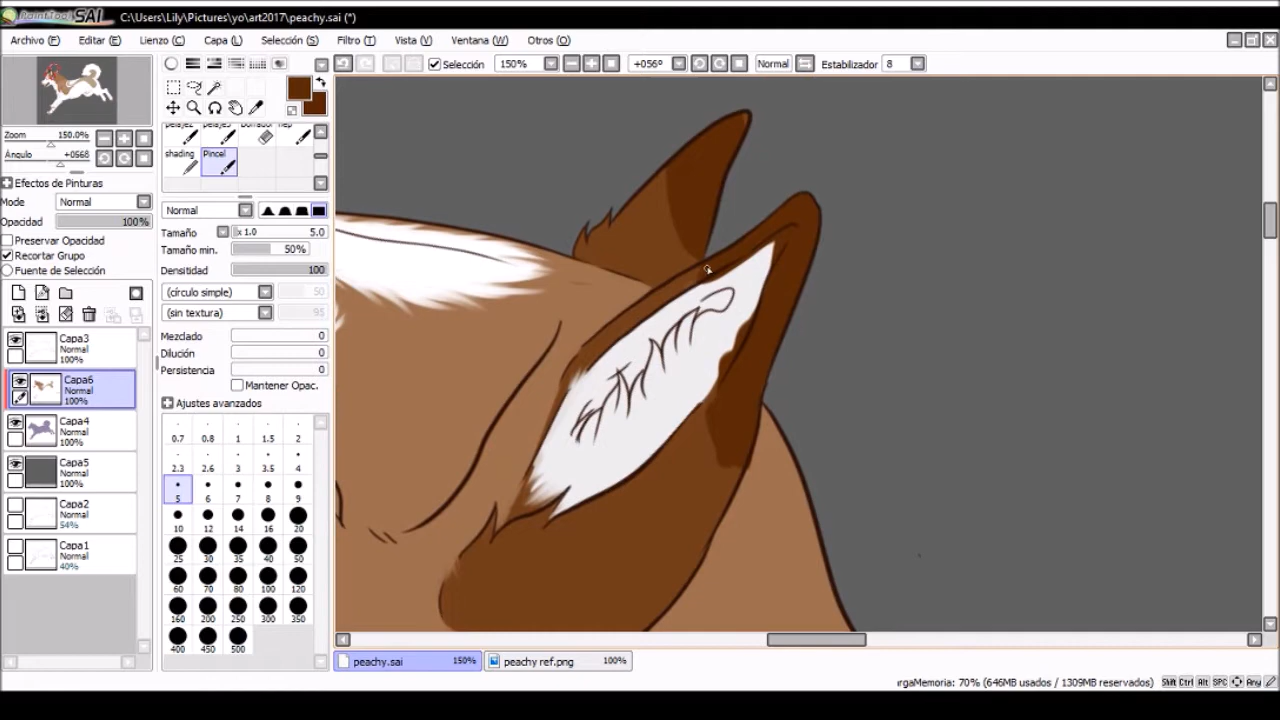 PaintTool SAI C:\Users\Lily\Pictures\yo\art2017\peachy.sai (*)
Archivo (F) Editar (E) Lienzo (C) Capa (L) Selección (S) Filtro (T) Vista (V) Ventana (W) Otros (O)
Selección 150% +056º Normal Estabilizador 8
Zoom 150.0%
Ángulo +056ß
Efectos de Pinturas
Mode Normal
Opacidad 100%
Preservar Opacidad
Recortar Grupo
Fuente de Selección
Capa3
Normal
100%
Capa6
Normal
100%
Capa4
Normal
100%
Capa5
Normal
100%
Capa2
Normal
54%
Capa1
Normal
40%
shading Pincel
Normal
Tamaño x 1.0 5.0
Tamaño min. 50%
Densitidad 100
(círculo simple) 50
(sin textura) 95
Mezclado 0
Dilución 0
Persistencia 0
Mantener Opac.
Ajustes avanzados
0.7 0.8 1 1.5 2
2.3 2.6 3 3.5 4
5 6 7 8 9
10 12 14 16 20
25 30 35 40 50
60 70 80 100 120
160 200 250 300 350
400 450 500
peachy.sai 150% peachy ref.png 100%
rgaMemoria: 70% (646MB usados / 1309MB reservados) Shift Ctrl Alt SPC Any